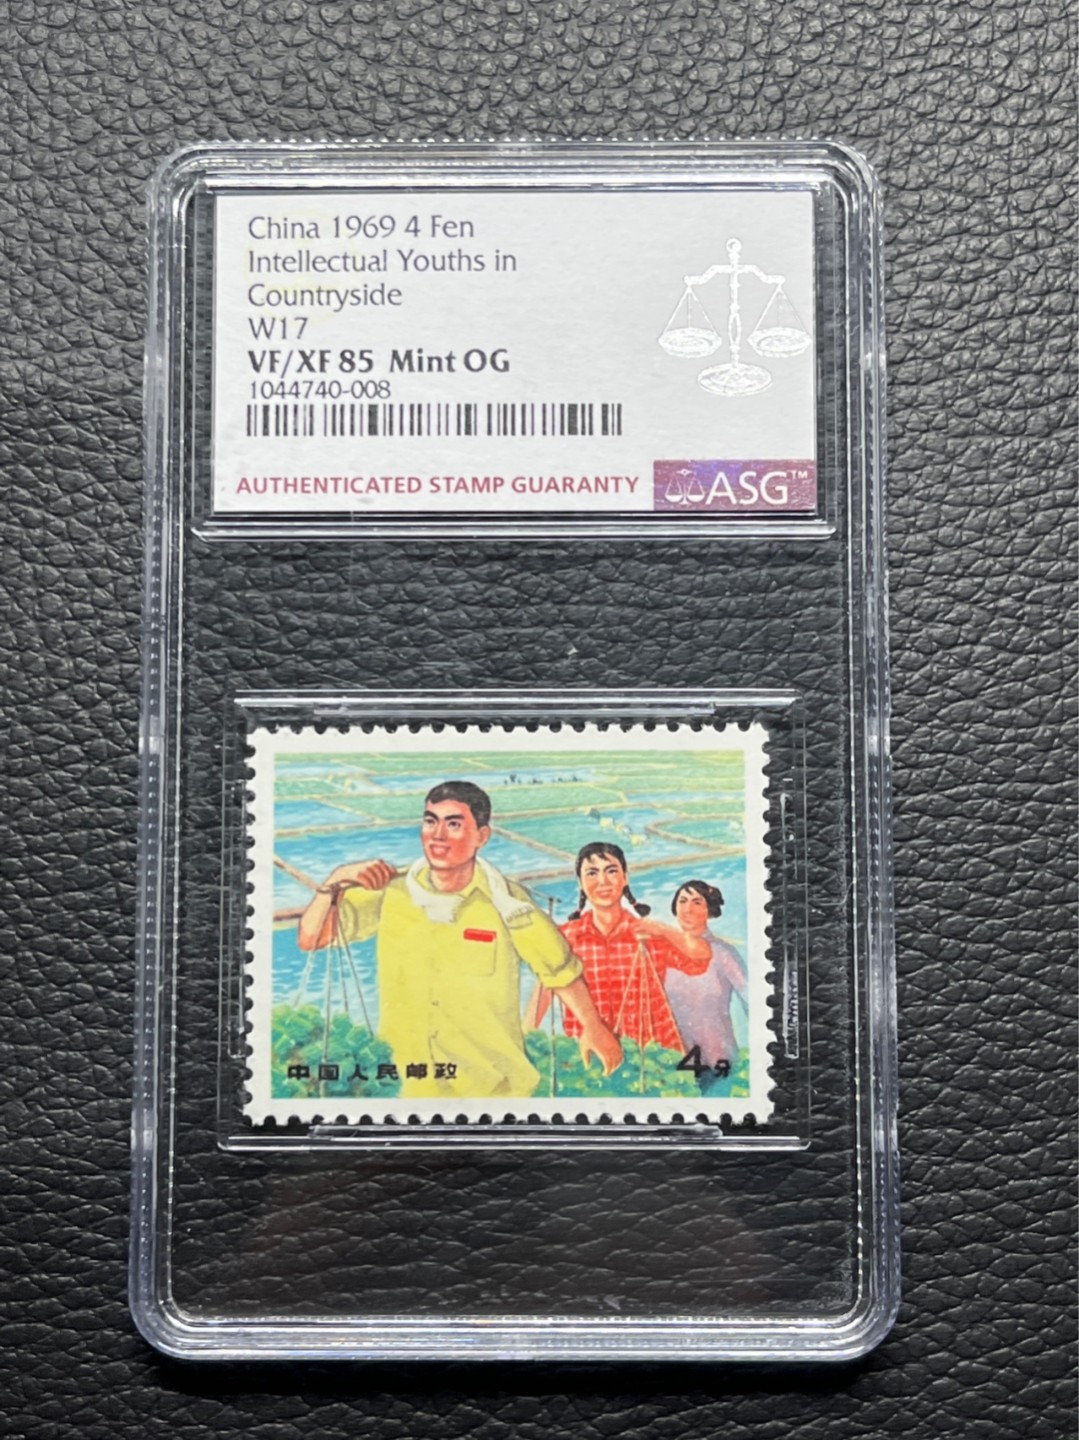 China 1969 4 Fen
Intellectual Youths in
Countryside
W17
VF/XF 85 Mint OG
1044740-008
AUTHENTICATED STAMP GUARANTY ASG™
中国人民邮政 4分